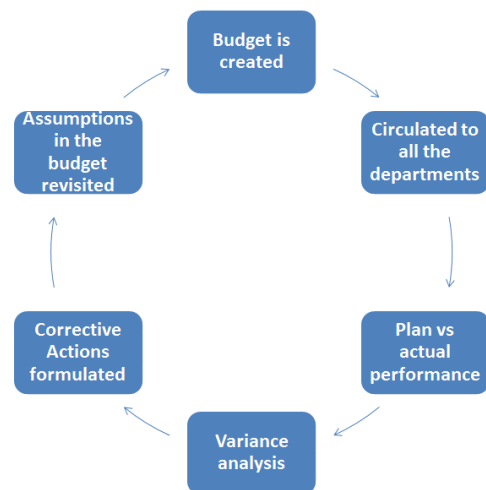 Budget is
created
Circulated to
all the
departments
Plan vs
actual
performance
Variance
analysis
Corrective
Actions
formulated
Assumptions
in the
budget
revisited